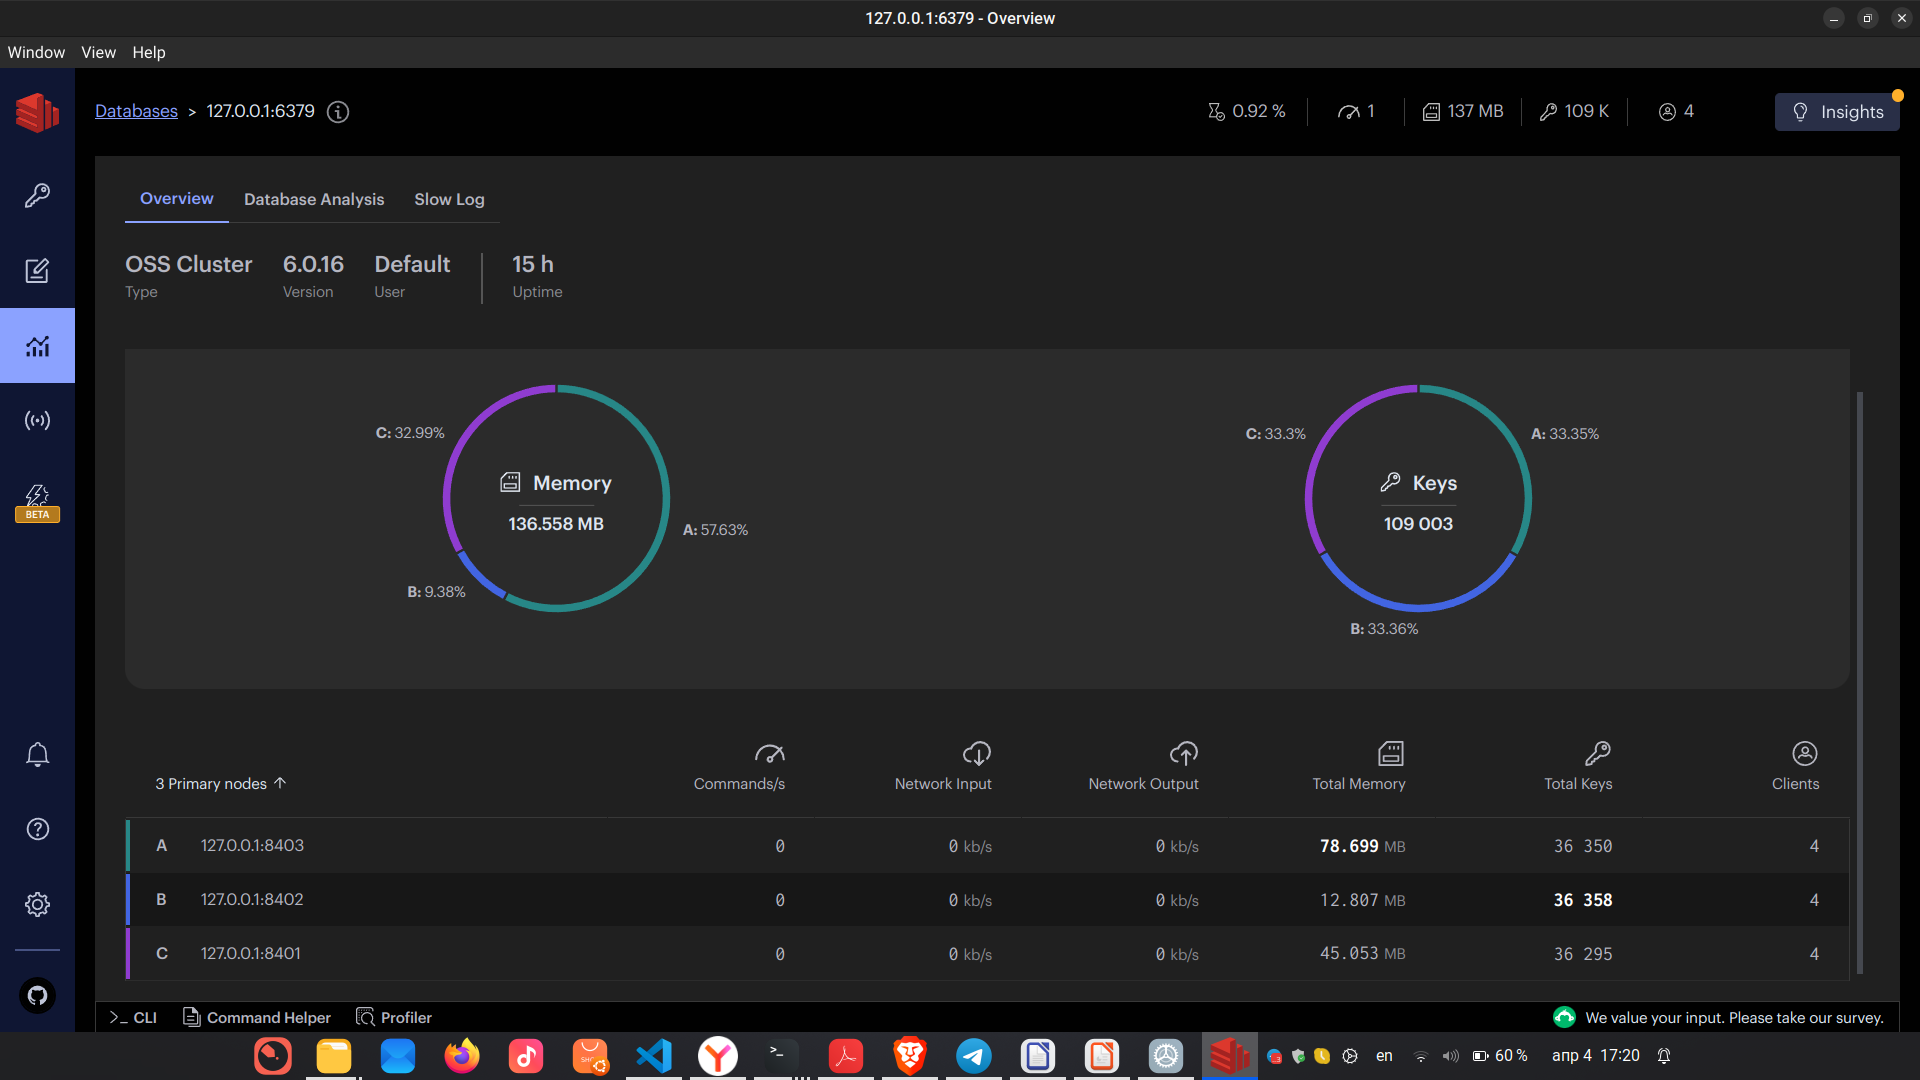 127.0.0.1:6379 - Overview
Window View Help
Databases > 127.0.0.1:6379
0.92 %
1
137 MB
109 K
4
Insights
Overview
Database Analysis
Slow Log
OSS Cluster 6.0.16 Default 15 h
Type Version User Uptime
BETA
C: 32.99%
Memory
136.558 MB
A: 57.63%
B: 9.38%
C: 33.3%
A: 33.35%
Keys
109 003
B: 33.36%
3 Primary nodes Commands/s Network Input Network Output Total Memory Total Keys Clients
A 127.0.0.1:8403 0 0 kb/s 0 kb/s 78.699 MB 36 350 4
B 127.0.0.1:8402 0 0 kb/s 0 kb/s 12.807 MB 36 358 4
C 127.0.0.1:8401 0 0 kb/s 0 kb/s 45.053 MB 36 295 4
>_ CLI
Command Helper
Profiler
We value your input. Please take our survey.
en
60 %
апр 4 17:20